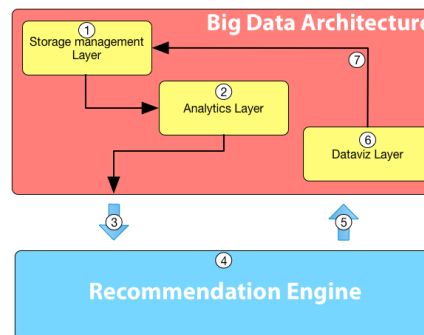 Big Data Architecture
1
Storage management
Layer
7
2
Analytics Layer
6
Dataviz Layer
3
5
4
Recommendation Engine